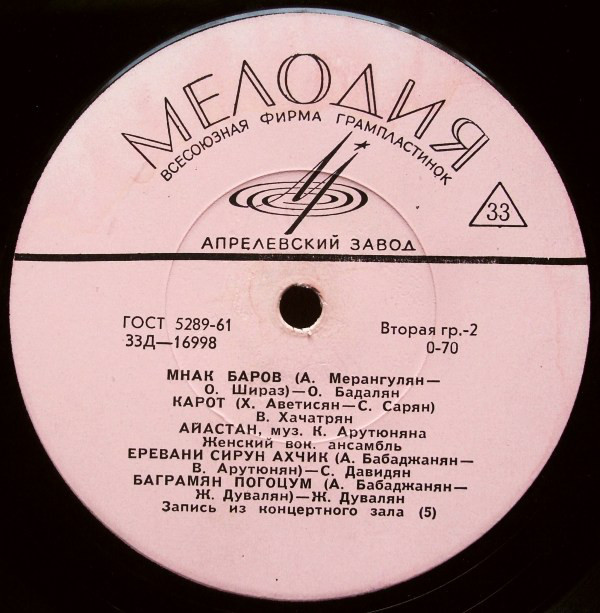 МЕЛОДИЯ
ВСЕСОЮЗНАЯ ФИРМА ГРАМПЛАСТИНОК
33
АПРЕЛЕВСКИЙ ЗАВОД
ГОСТ 5289-61
Вторая гр.-2
33Д—16998
0-70
МНАК БАРОВ (А. Мерангулян—
О. Шираз)—О. Бадалян
КАРОТ (Х. Аветисян—С. Сарян)
В. Хачатрян
АЙАСТАН, муз. К. Арутюняна
Женский вок. ансамбль
ЕРЕВАНИ СИРУН АХЧИК (А. Бабаджанян—
В. Арутюнян)—С. Давидян
БАГРАМЯН ПОГОЦУМ (А. Бабаджанян—
Ж. Дувалян)—Ж. Дувалян
Запись из концертного зала (5)